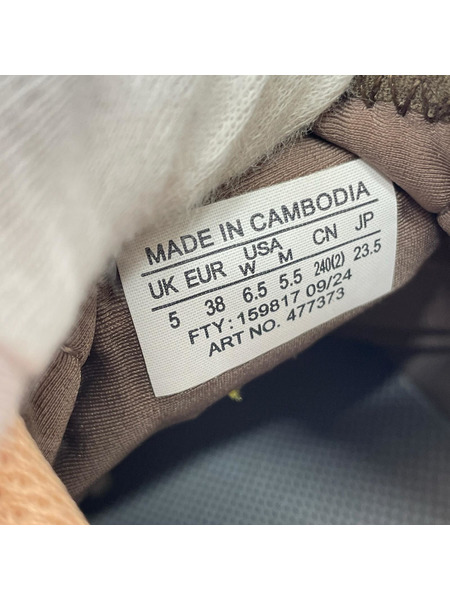 MADE IN CAMBODIA
UK EUR USA W M CN JP
5 38 6.5 5.5 240(2) 23.5
FTY: 159817 09/24
ART NO. 477373